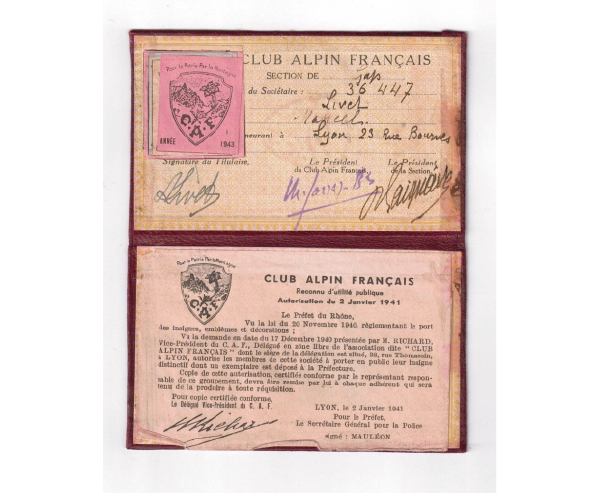 CLUB ALPIN FRANÇAIS
SECTION DE Gap
du Sociétaire : 36 447
Livet
eurant à Lyon 23 Rue
Pour la Patrie Par la Montagne
C.A.F
ANNÉE 1943
Signature du Titulaire,
Le Président
du Club Alpin Français,
Le Président
de la Section,
Livet
Pour la Patrie Par la Montagne
C.A.F
CLUB ALPIN FRANÇAIS
Reconnu d'utilité publique
Autorisation du 2 Janvier 1941
Le Préfet du Rhône,
Vu la loi du 20 Novembre 1940, règlementant le port
des insignes, emblèmes et décorations ;
Vu la demande en date du 17 Décembre 1940 présentée par M. RICHARD,
Vice-Président du C. A. F., Délégué en zone libre de l'association dite "CLUB
ALPIN FRANÇAIS" dont le siège de la délégation est situé, 38, rue Thomassin,
à LYON, autorise les membres de cette société à porter en public leur insigne
distinctif dont un exemplaire est déposé à la Préfecture.
Copie de cette autorisation, certifiée conforme par le représentant respon-
sable de ce groupement, devra être remise par lui à chaque adhérent qui sera
tenu de la produire à toute réquisition.
Pour copie certifiée conforme,
Le Délégué Vice-Président du C. A. F.
LYON, le 2 Janvier 1941
Pour le Préfet.
Le Secrétaire Général pour la Police
signé : MAULÉON